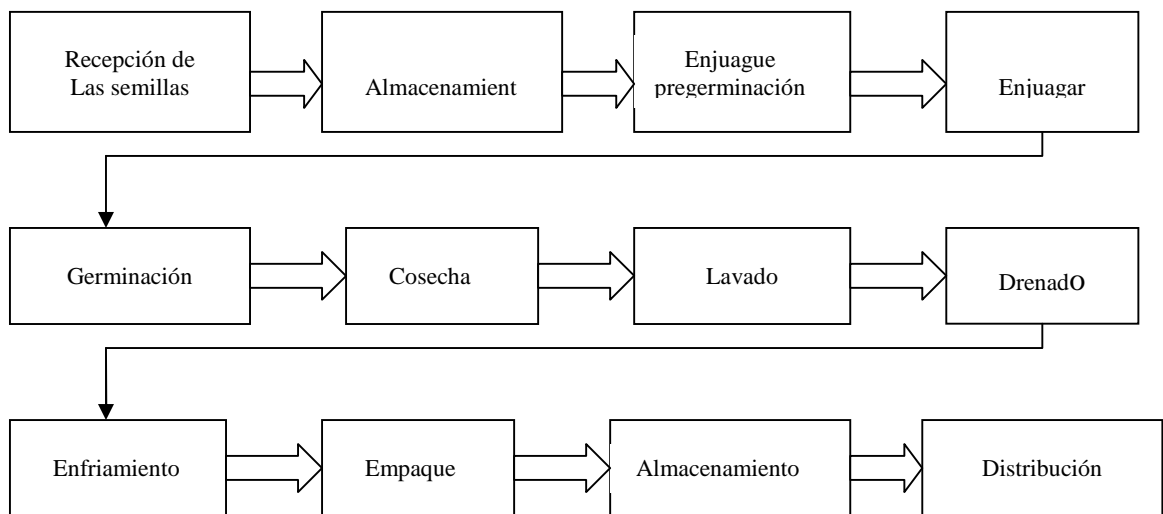 Recepción de
Las semillas
Almacenamient
Enjuague
pregerminación
Enjuagar
Germinación
Cosecha
Lavado
Drenado
Enfriamiento
Empaque
Almacenamiento
Distribución